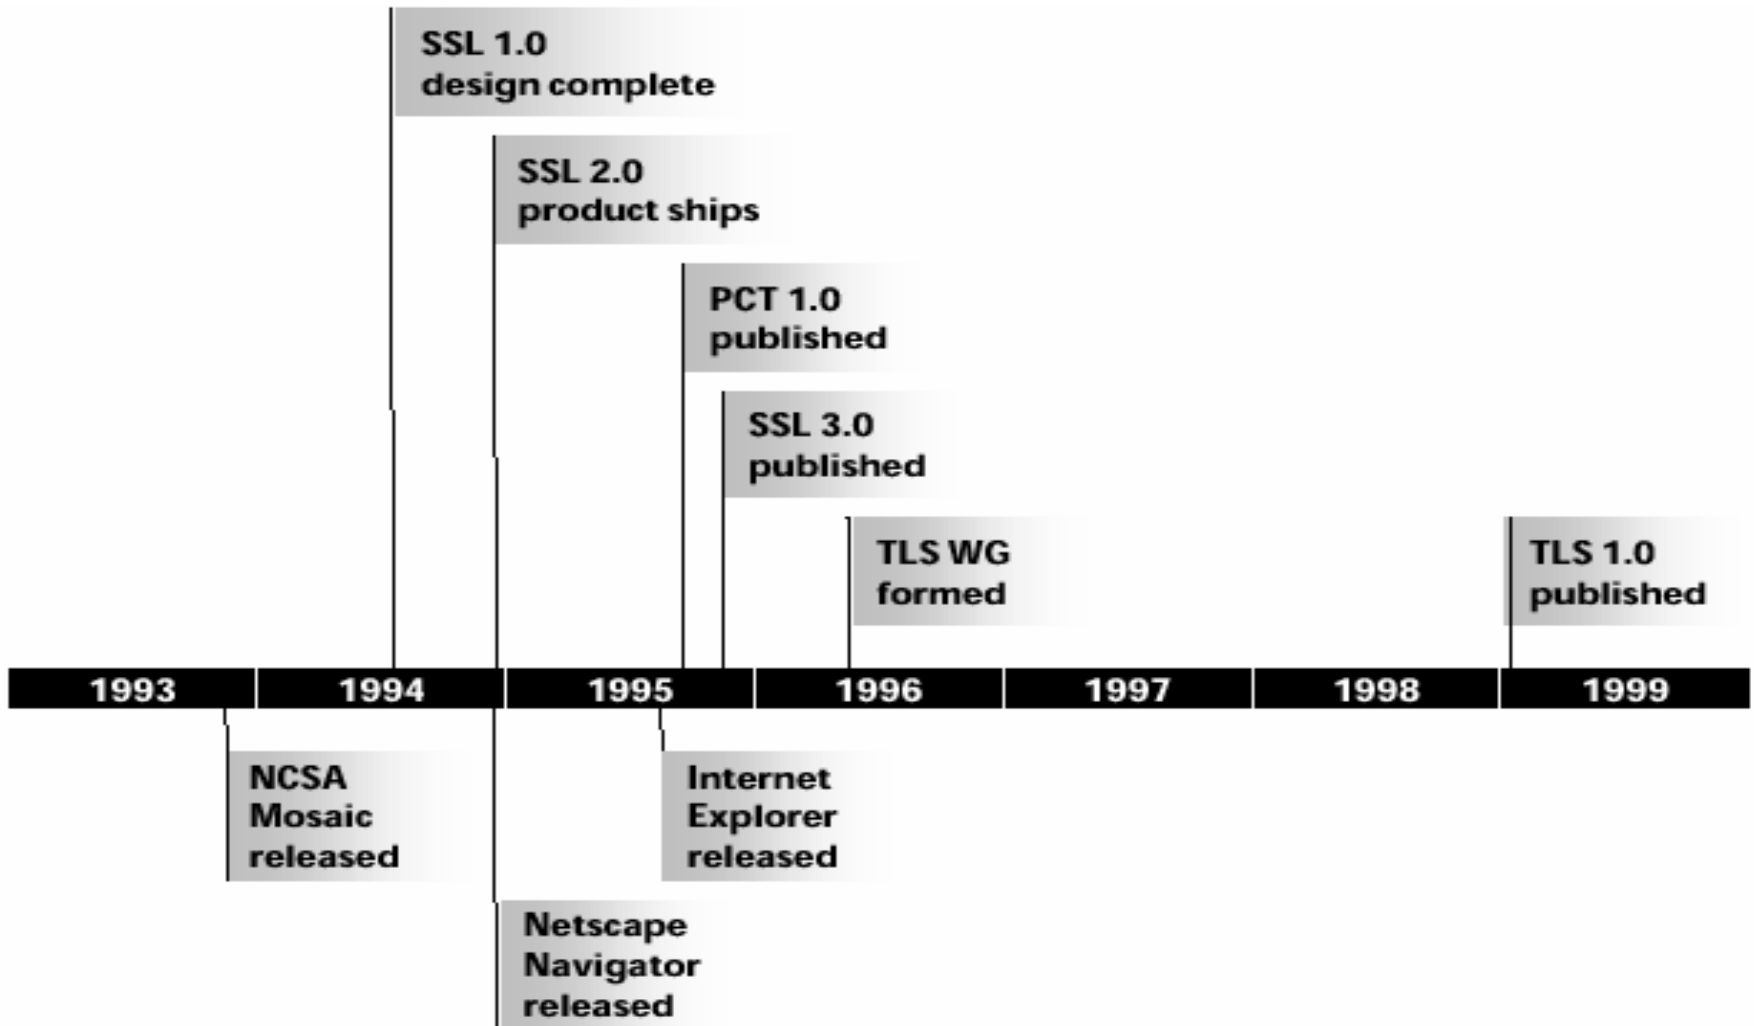 SSL 1.0
design complete
SSL 2.0
product ships
PCT 1.0
published
SSL 3.0
published
TLS WG
formed
TLS 1.0
published
1993 1994 1995 1996 1997 1998 1999
NCSA
Mosaic
released
Internet
Explorer
released
Netscape
Navigator
released